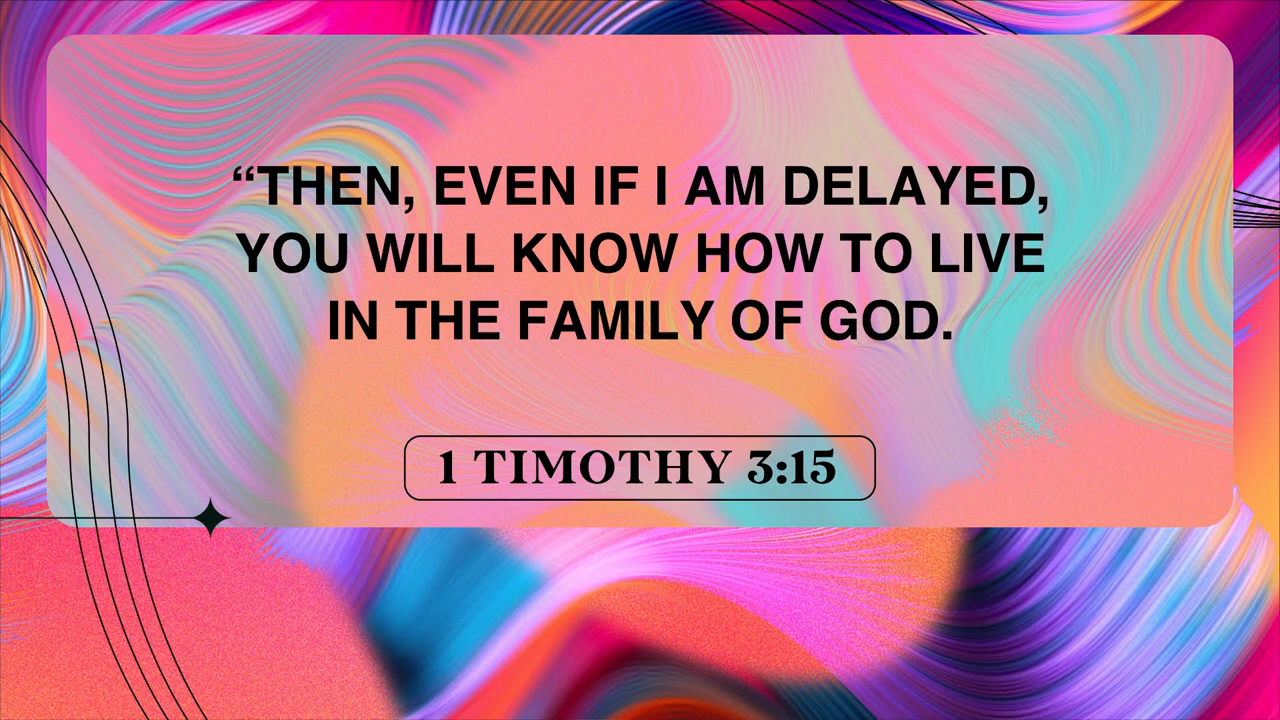 “THEN, EVEN IF I AM DELAYED,
YOU WILL KNOW HOW TO LIVE
IN THE FAMILY OF GOD.
1 TIMOTHY 3:15